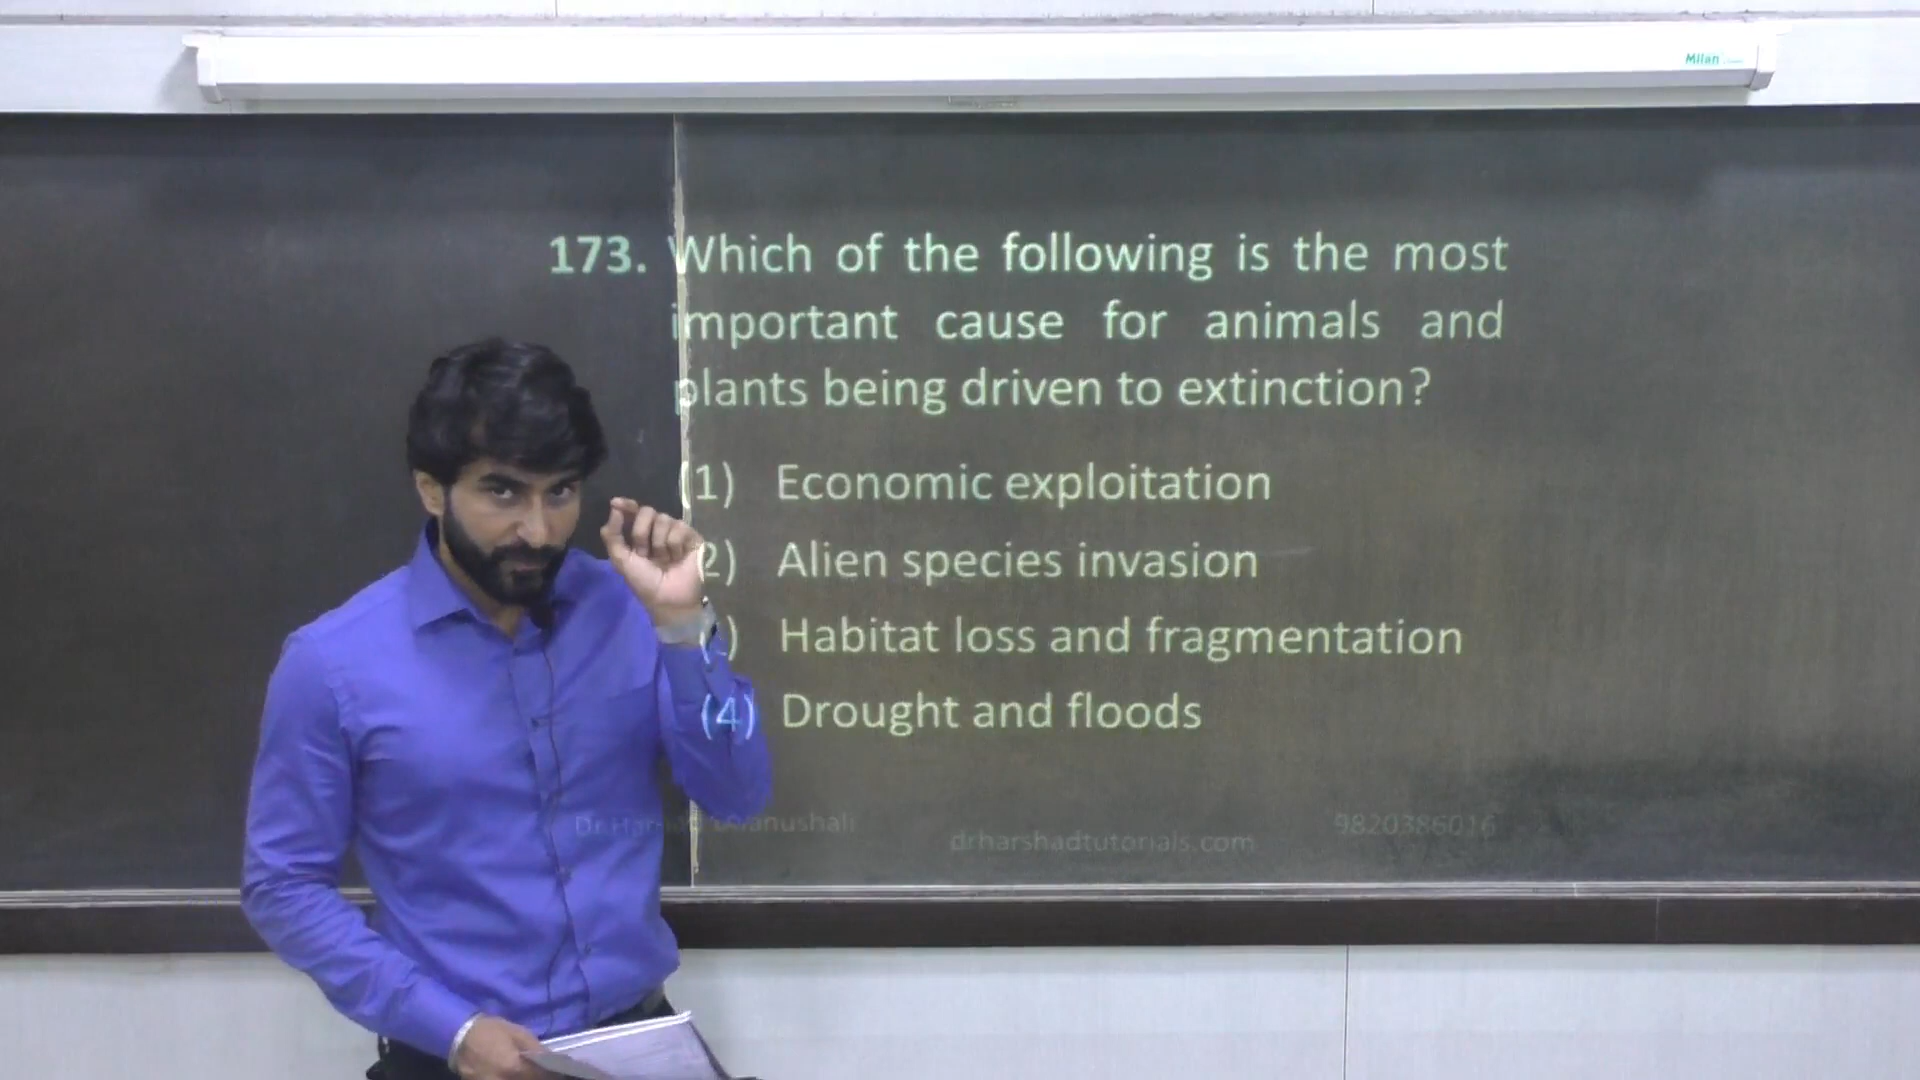 Milan
173. Which of the following is the most
important cause for animals and
plants being driven to extinction?
(1) Economic exploitation
2) Alien species invasion
) Habitat loss and fragmentation
(4) Drought and floods
9820386016
drharshadtutorials.com